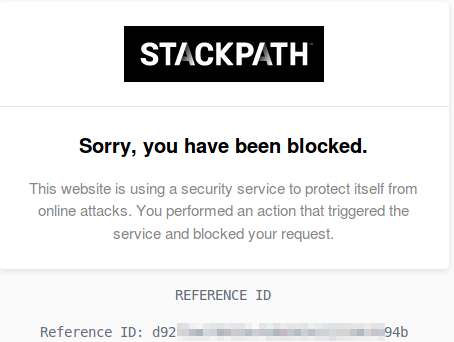 STACKPATH
Sorry, you have been blocked.
This website is using a security service to protect itself from
online attacks. You performed an action that triggered the
service and blocked your request.
REFERENCE ID
Reference ID: d92 94b